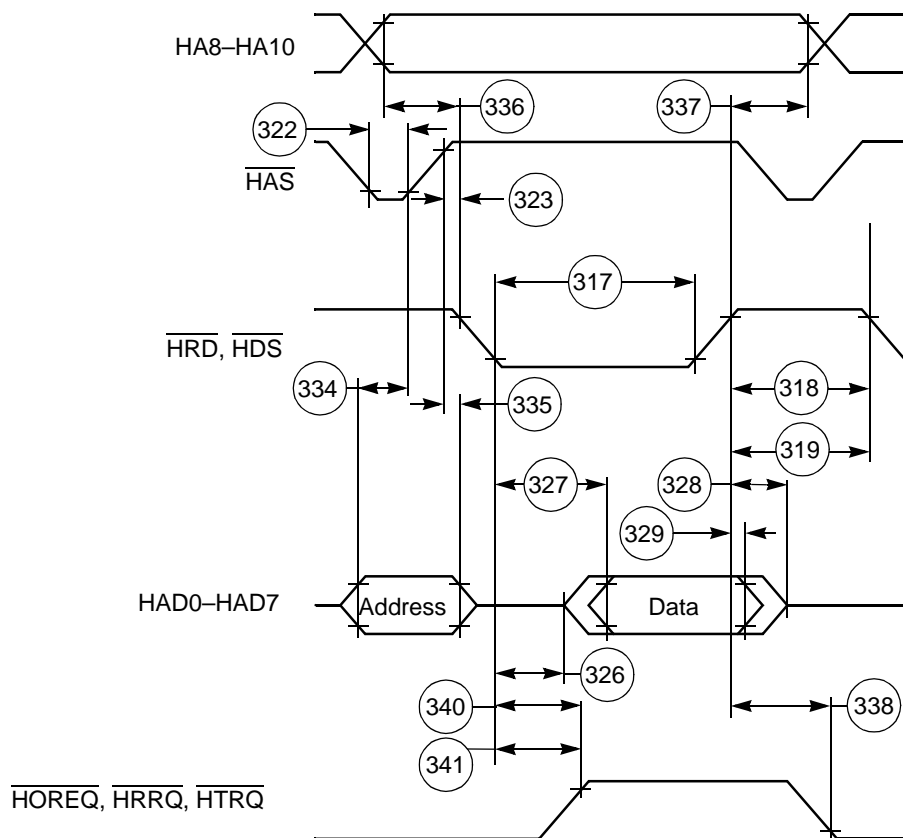 HA8–HA10
336
337
322
HAS
323
317
HRD, HDS
334
335
318
319
327
328
329
HAD0–HAD7
Address
Data
326
340
338
341
HOREQ, HRRQ, HTRQ